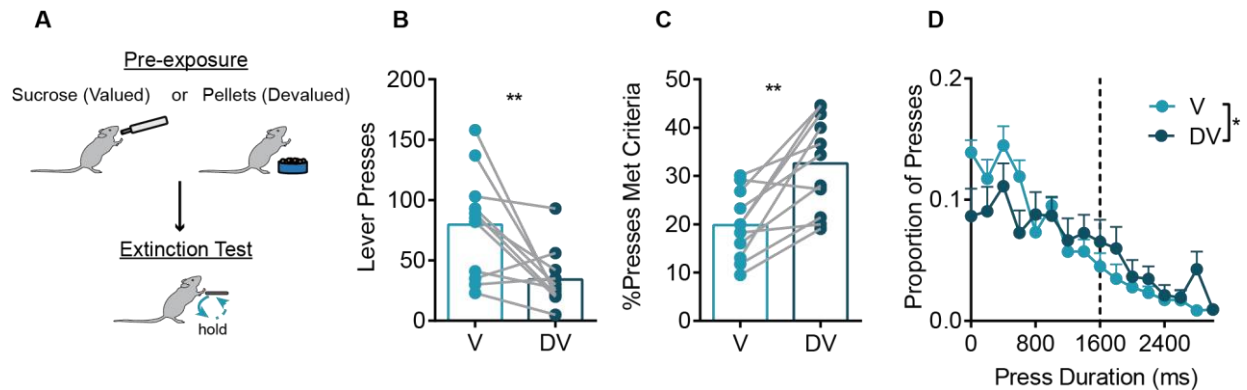 A
Pre-exposure
Sucrose (Valued) or Pellets (Devalued)
Extinction Test
hold
B
Lever Presses
200
150
100
50
0
**
V DV
C
%Presses Met Criteria
50
40
30
20
10
0
**
V DV
D
Proportion of Presses
0.2
0.1
0.0
V
DV
*
0 800 1600 2400
Press Duration (ms)